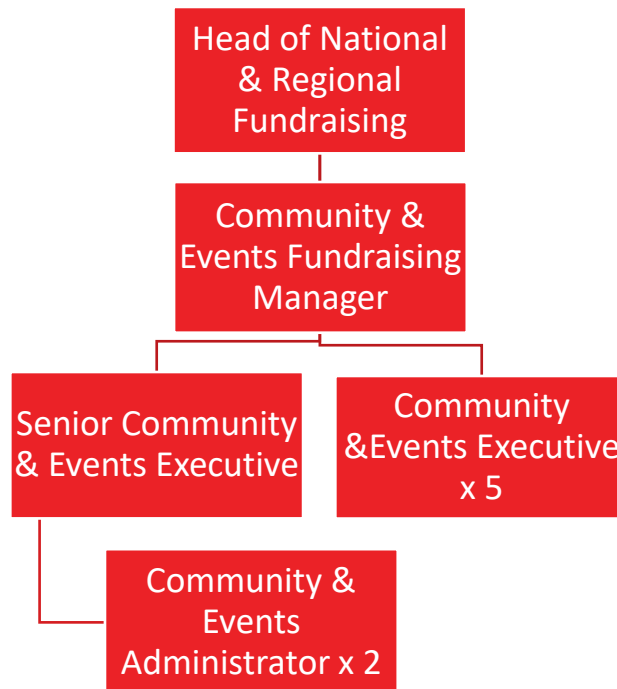 Head of National
& Regional
Fundraising
Community &
Events Fundraising
Manager
Senior Community
& Events Executive
Community
&Events Executive
x 5
Community &
Events
Administrator x 2